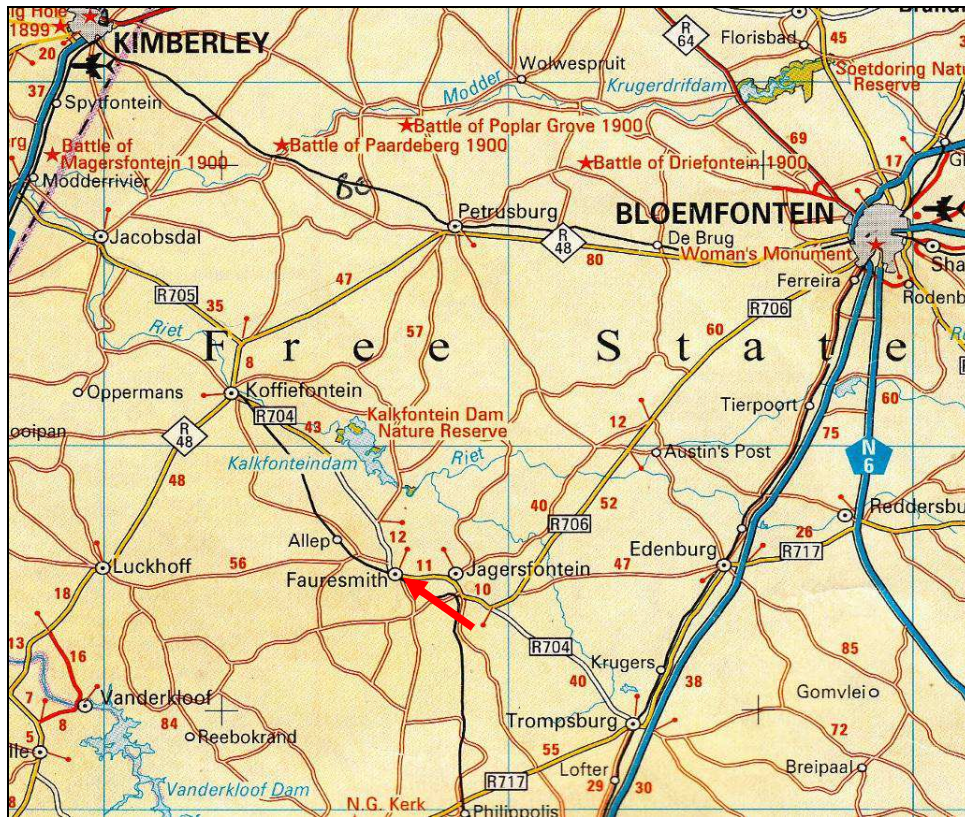 g Hole
1899
20
KIMBERLEY
R
64
Florisbad
45
Wolwespruit
Krugerdrifdam
Soetdoring Natu
Reserve
37
Spytfontein
Modder
Battle of Poplar Grove 1900
69
rg
Battle of
Magersfontein 1900
Battle of Paardeberg 1900
Battle of Driefontein 1900
17
Modderrivier
80
Petrusburg
BLOEMFONTEIN
Jacobsdal
R
48
De Brug
Woman's Monument
80
Sha
47
Ferreira
Rodenb
R705
35
R706
Riet
57
60
Free State
8
Oppermans
Koffiefontein
R704
43
Kalkfontein Dam
Nature Reserve
Tierpoort
60
ooipan
R
48
12
75
Kalkfonteindam
Riet
Austin's Post
N
6
48
40
52
Reddersbu
R706
12
26
Allep
Edenburg
R717
Luckhoff
56
Fauresmith
11
Jagersfontein
47
10
18
13
16
R704
85
Krugers
40
38
Gomvlei
7
Vanderkloof
8
84
Trompsburg
72
5
Reebokrand
lle
55
Breipaal
Lofter
R717
29
30
Vanderkloof Dam
8
N.G. Kerk
Philippolis